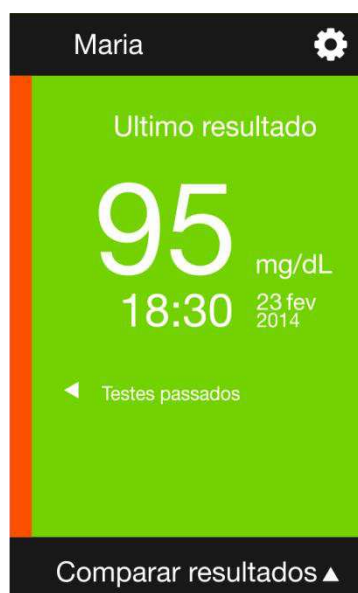 Maria
Ultimo resultado
95 mg/dL
18:30 23 fev 2014
Testes passados
Comparar resultados